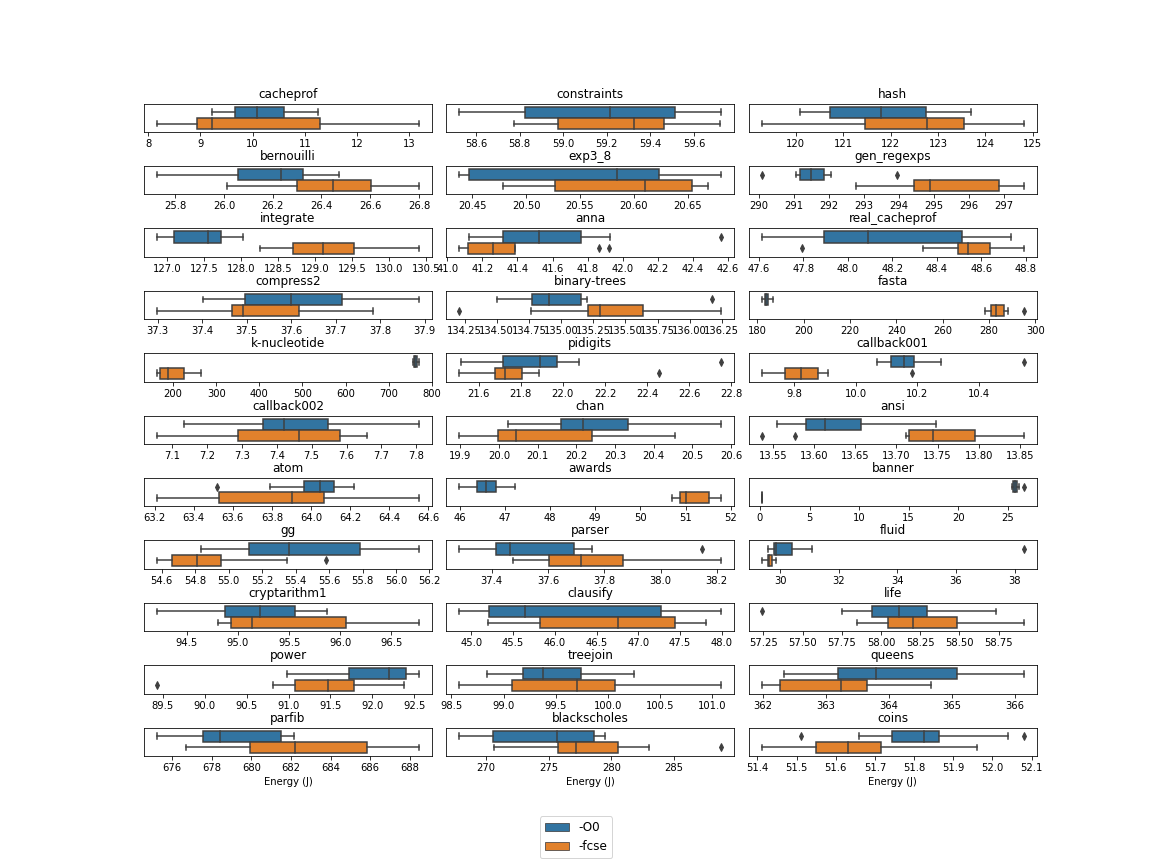 cacheprof constraints hash
8 9 10 11 12 13 58.6 58.8 59.0 59.2 59.4 59.6 120 121 122 123 124 125
bernouilli exp3_8 gen_regexps
25.8 26.0 26.2 26.4 26.6 26.8 20.45 20.50 20.55 20.60 20.65 290 291 292 293 294 295 296 297
integrate anna real_cacheprof
127.0 127.5 128.0 128.5 129.0 129.5 130.0 130.5 41.0 41.2 41.4 41.6 41.8 42.0 42.2 42.4 42.6 47.6 47.8 48.0 48.2 48.4 48.6 48.8
compress2 binary-trees fasta
37.3 37.4 37.5 37.6 37.7 37.8 37.9 134.25 134.50 134.75 135.00 135.25 135.50 135.75 136.00 136.25 180 200 220 240 260 280 300
k-nucleotide pidigits callback001
200 300 400 500 600 700 800 21.6 21.8 22.0 22.2 22.4 22.6 22.8 9.8 10.0 10.2 10.4
callback002 chan ansi
7.1 7.2 7.3 7.4 7.5 7.6 7.7 7.8 19.9 20.0 20.1 20.2 20.3 20.4 20.5 20.6 13.55 13.60 13.65 13.70 13.75 13.80 13.85
atom awards banner
63.2 63.4 63.6 63.8 64.0 64.2 64.4 64.6 46 47 48 49 50 51 52 0 5 10 15 20 25
gg parser fluid
54.6 54.8 55.0 55.2 55.4 55.6 55.8 56.0 56.2 37.4 37.6 37.8 38.0 38.2 30 32 34 36 38
cryptarithm1 clausify life
94.5 95.0 95.5 96.0 96.5 45.0 45.5 46.0 46.5 47.0 47.5 48.0 57.25 57.50 57.75 58.00 58.25 58.50 58.75
power treejoin queens
89.5 90.0 90.5 91.0 91.5 92.0 92.5 98.5 99.0 99.5 100.0 100.5 101.0 362 363 364 365 366
parfib blackscholes coins
676 678 680 682 684 686 688 270 275 280 285 51.4 51.5 51.6 51.7 51.8 51.9 52.0 52.1
Energy (J) Energy (J) Energy (J)
-O0
-fcse